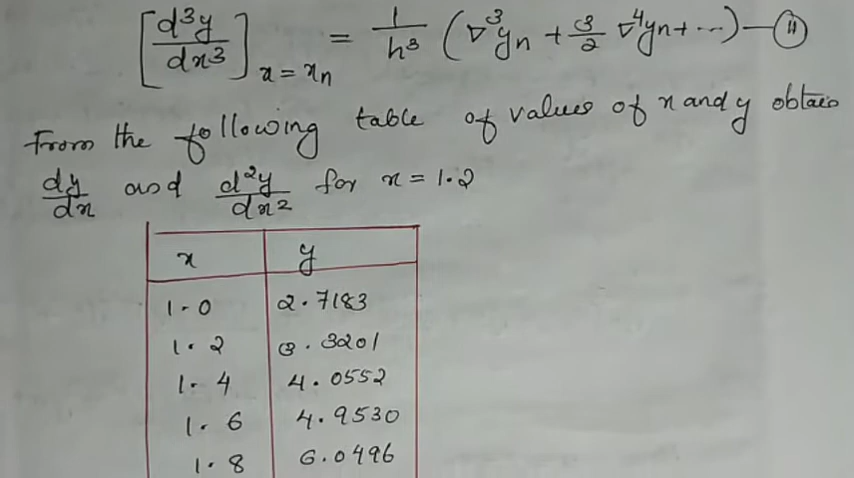 [d³y/dx³]x=xn = 1/h³ (∇³yn + 3/2 ∇⁴yn + ...) — (11)
From the following table of values of x and y obtain
dy/dx and d²y/dx² for x = 1.2
x y
1.0 2.7183
1.2 3.3201
1.4 4.0552
1.6 4.9530
1.8 6.0496